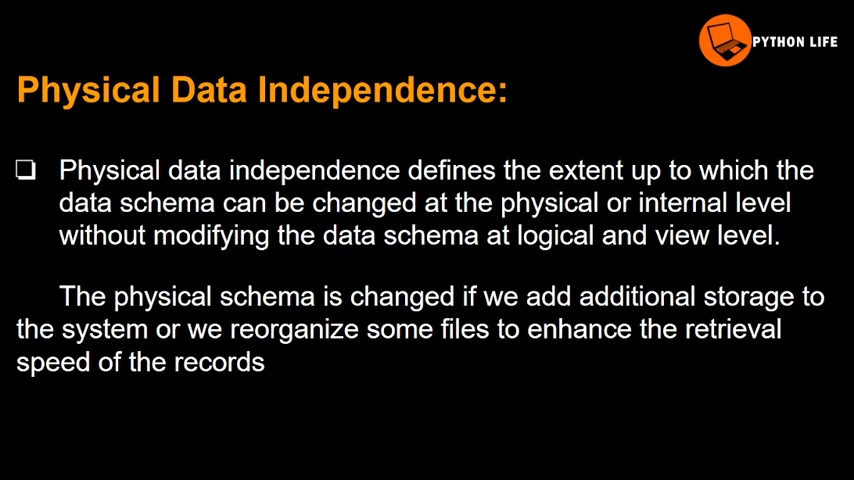 PYTHON LIFE
Physical Data Independence:
❏ Physical data independence defines the extent up to which the
data schema can be changed at the physical or internal level
without modifying the data schema at logical and view level.
The physical schema is changed if we add additional storage to
the system or we reorganize some files to enhance the retrieval
speed of the records